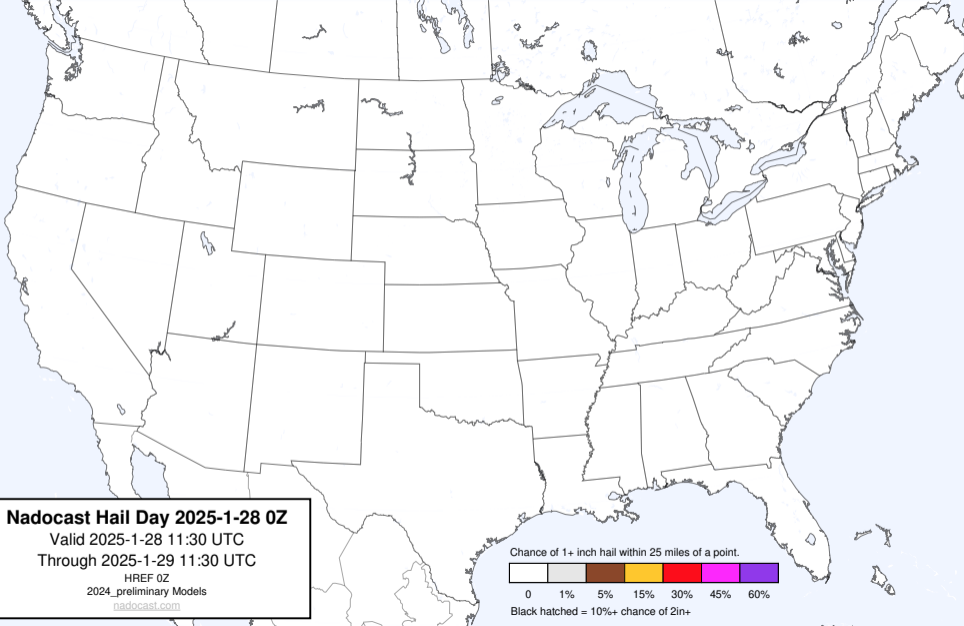 Nadocast Hail Day 2025-1-28 0Z
Valid 2025-1-28 11:30 UTC
Through 2025-1-29 11:30 UTC
HREF 0Z
2024_preliminary Models
nadocast.com
Chance of 1+ inch hail within 25 miles of a point.
0 1% 5% 15% 30% 45% 60%
Black hatched = 10%+ chance of 2in+